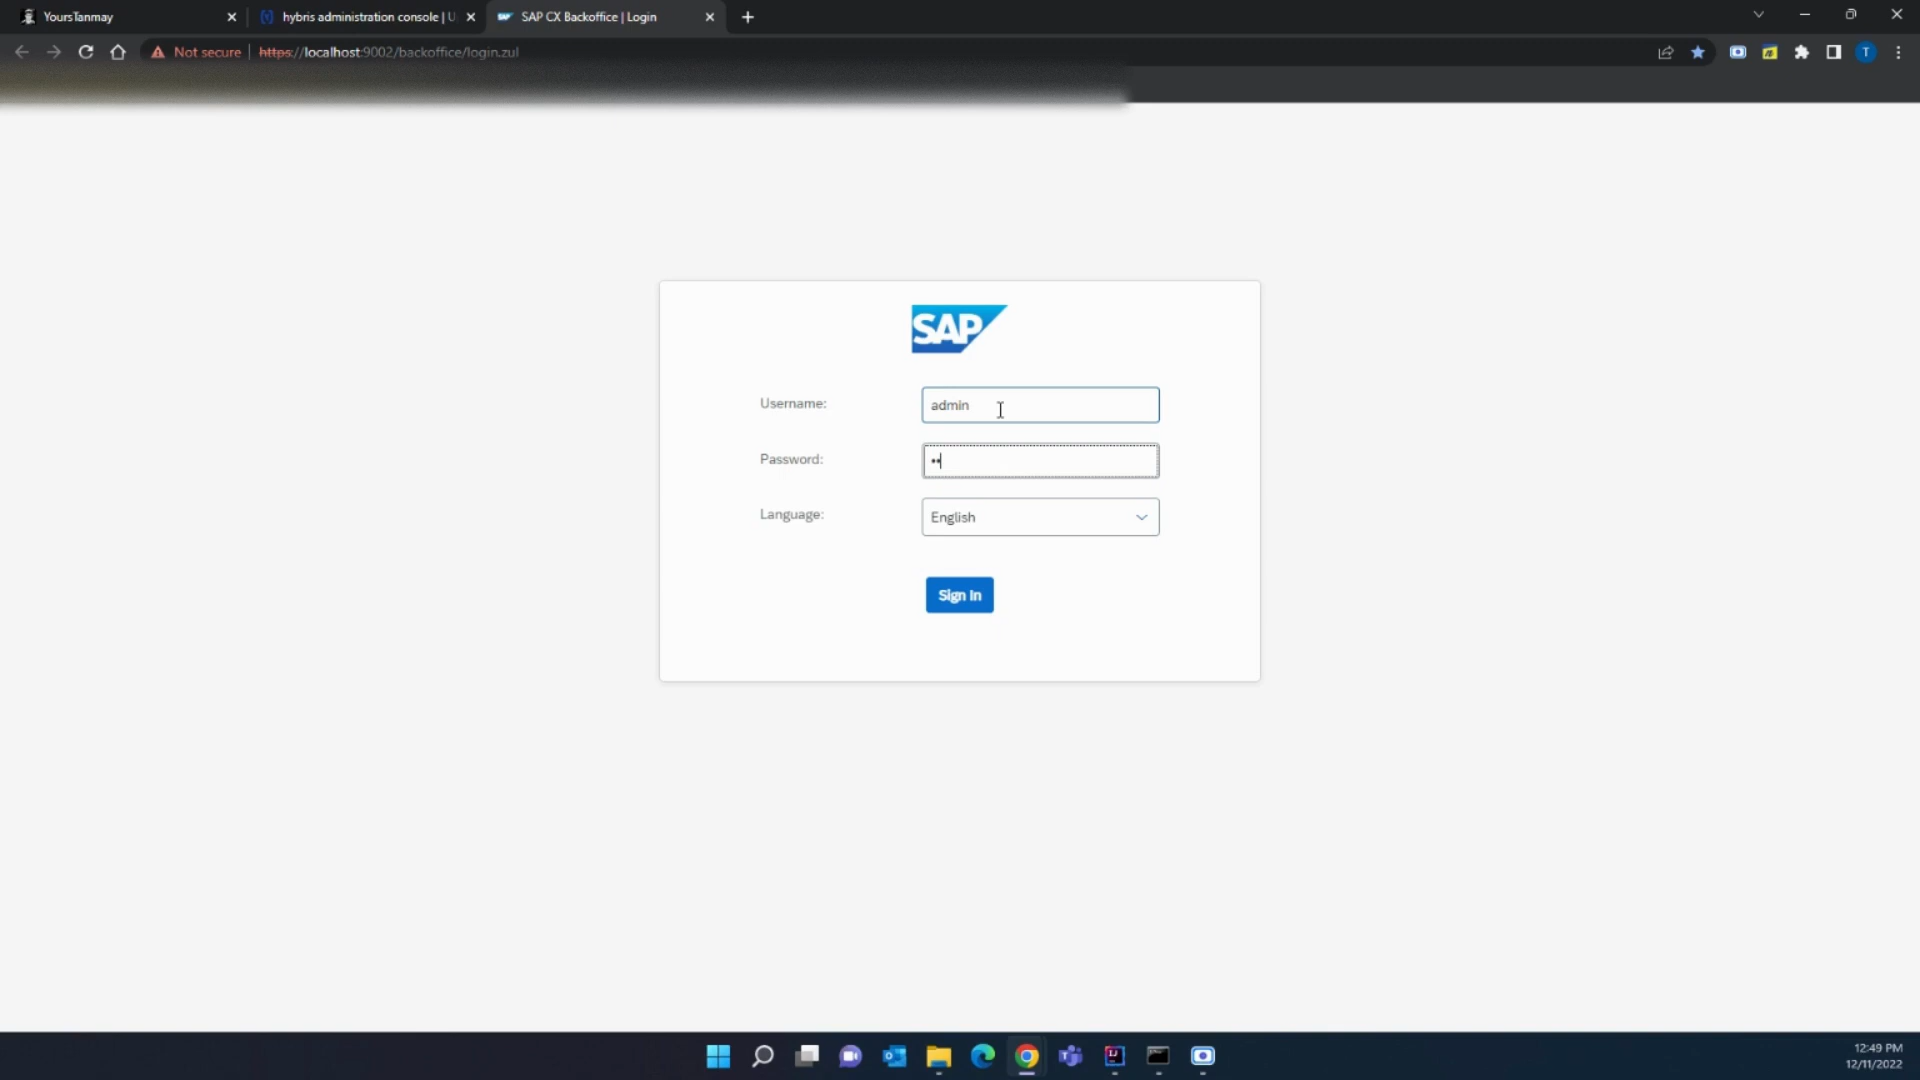 YoursTanmay
hybris administration console | U
SAP CX Backoffice | Login
Not secure
https://localhost:9002/backoffice/login.zul
T
SAP
Username:
admin
Password:
Language:
English
Sign In
12:49 PM
12/11/2022